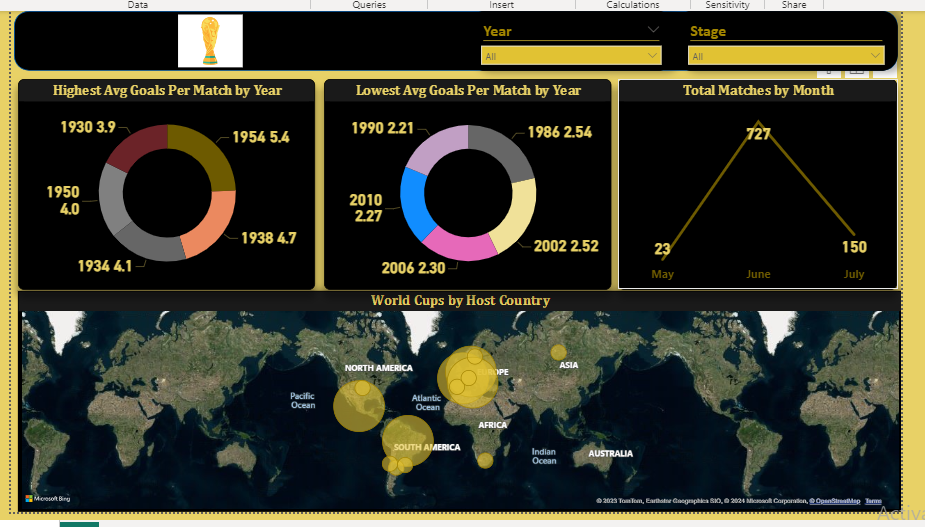 Data Queries Insert Calculations Sensitivity Share
Year
All
Stage
All
Highest Avg Goals Per Match by Year
1930 3.9
1954 5.4
1950
4.0
1938 4.7
1934 4.1
Lowest Avg Goals Per Match by Year
1990 2.21
1986 2.54
2010
2.27
2002 2.52
2006 2.30
Total Matches by Month
727
23
150
May June July
World Cups by Host Country
NORTH AMERICA
ASIA
Pacific
Ocean
Atlantic
Ocean
AFRICA
SOUTH AMERICA
Indian
Ocean
AUSTRALIA
Microsoft Bing
© 2023 TomTom, Earthstar Geographics SIO, © 2024 Microsoft Corporation, © OpenStreetMap Terms